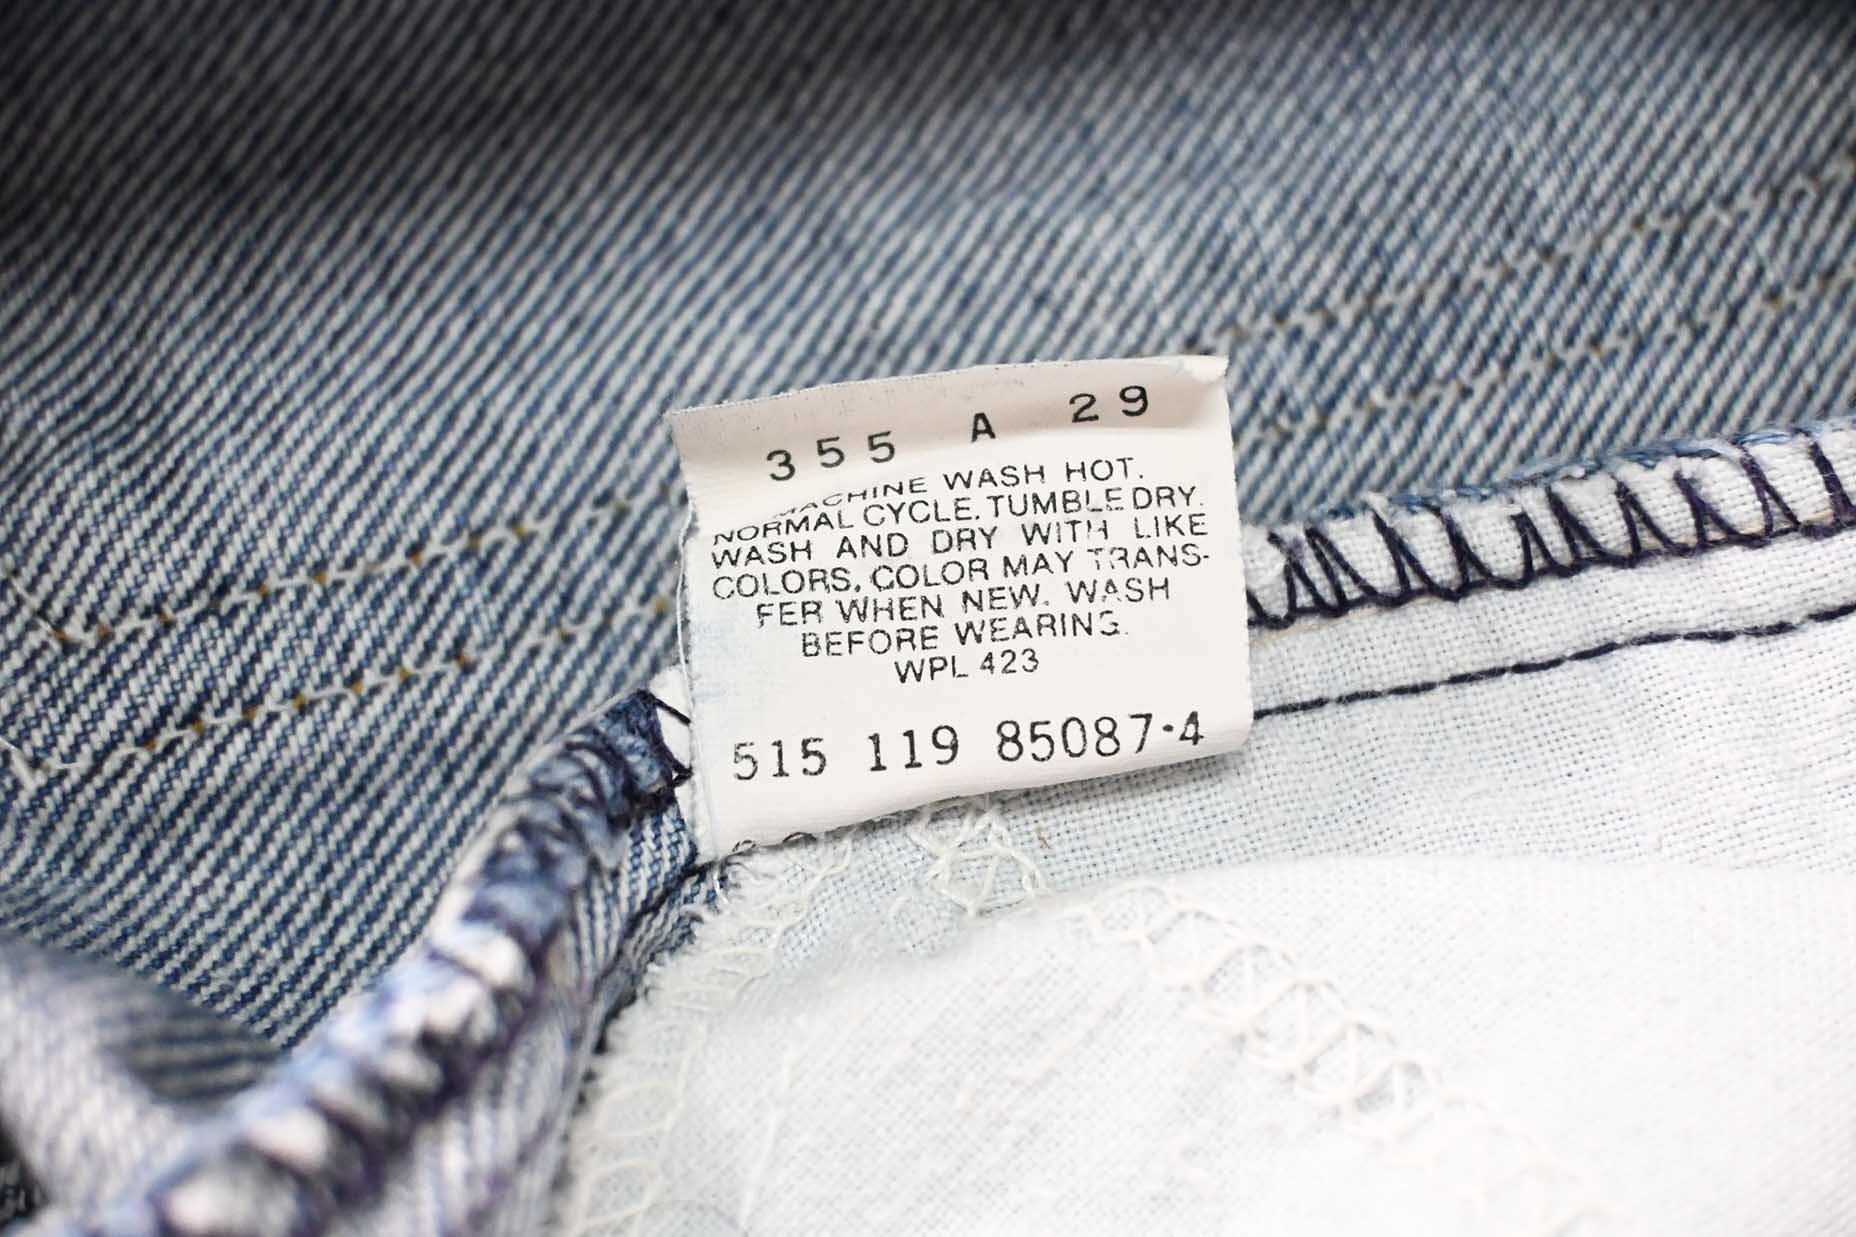 355 A 29
MACHINE WASH HOT.
NORMAL CYCLE. TUMBLE DRY.
WASH AND DRY WITH LIKE
COLORS. COLOR MAY TRANS-
FER WHEN NEW. WASH
BEFORE WEARING.
WPL 423
515 119 85087·4